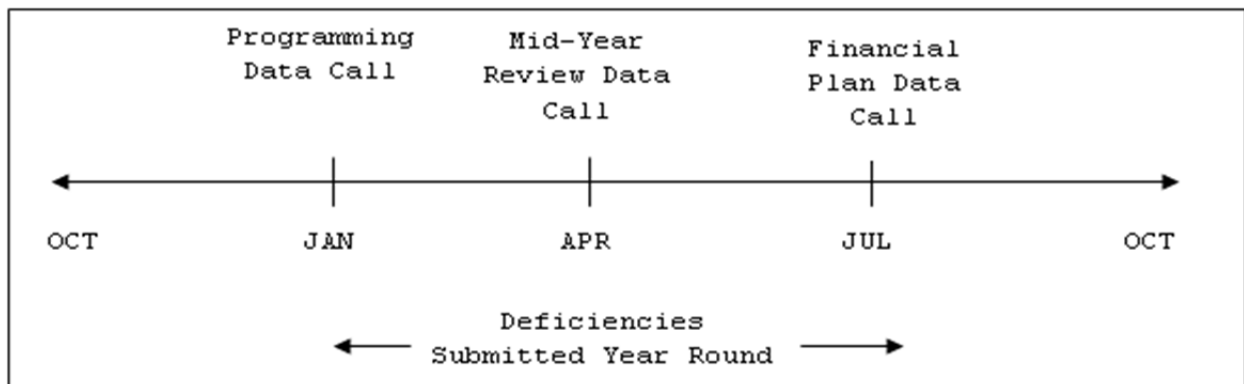 Programming
Data Call
Mid-Year
Review Data
Call
Financial
Plan Data
Call
OCT
JAN
APR
JUL
OCT
Deficiencies
Submitted Year Round